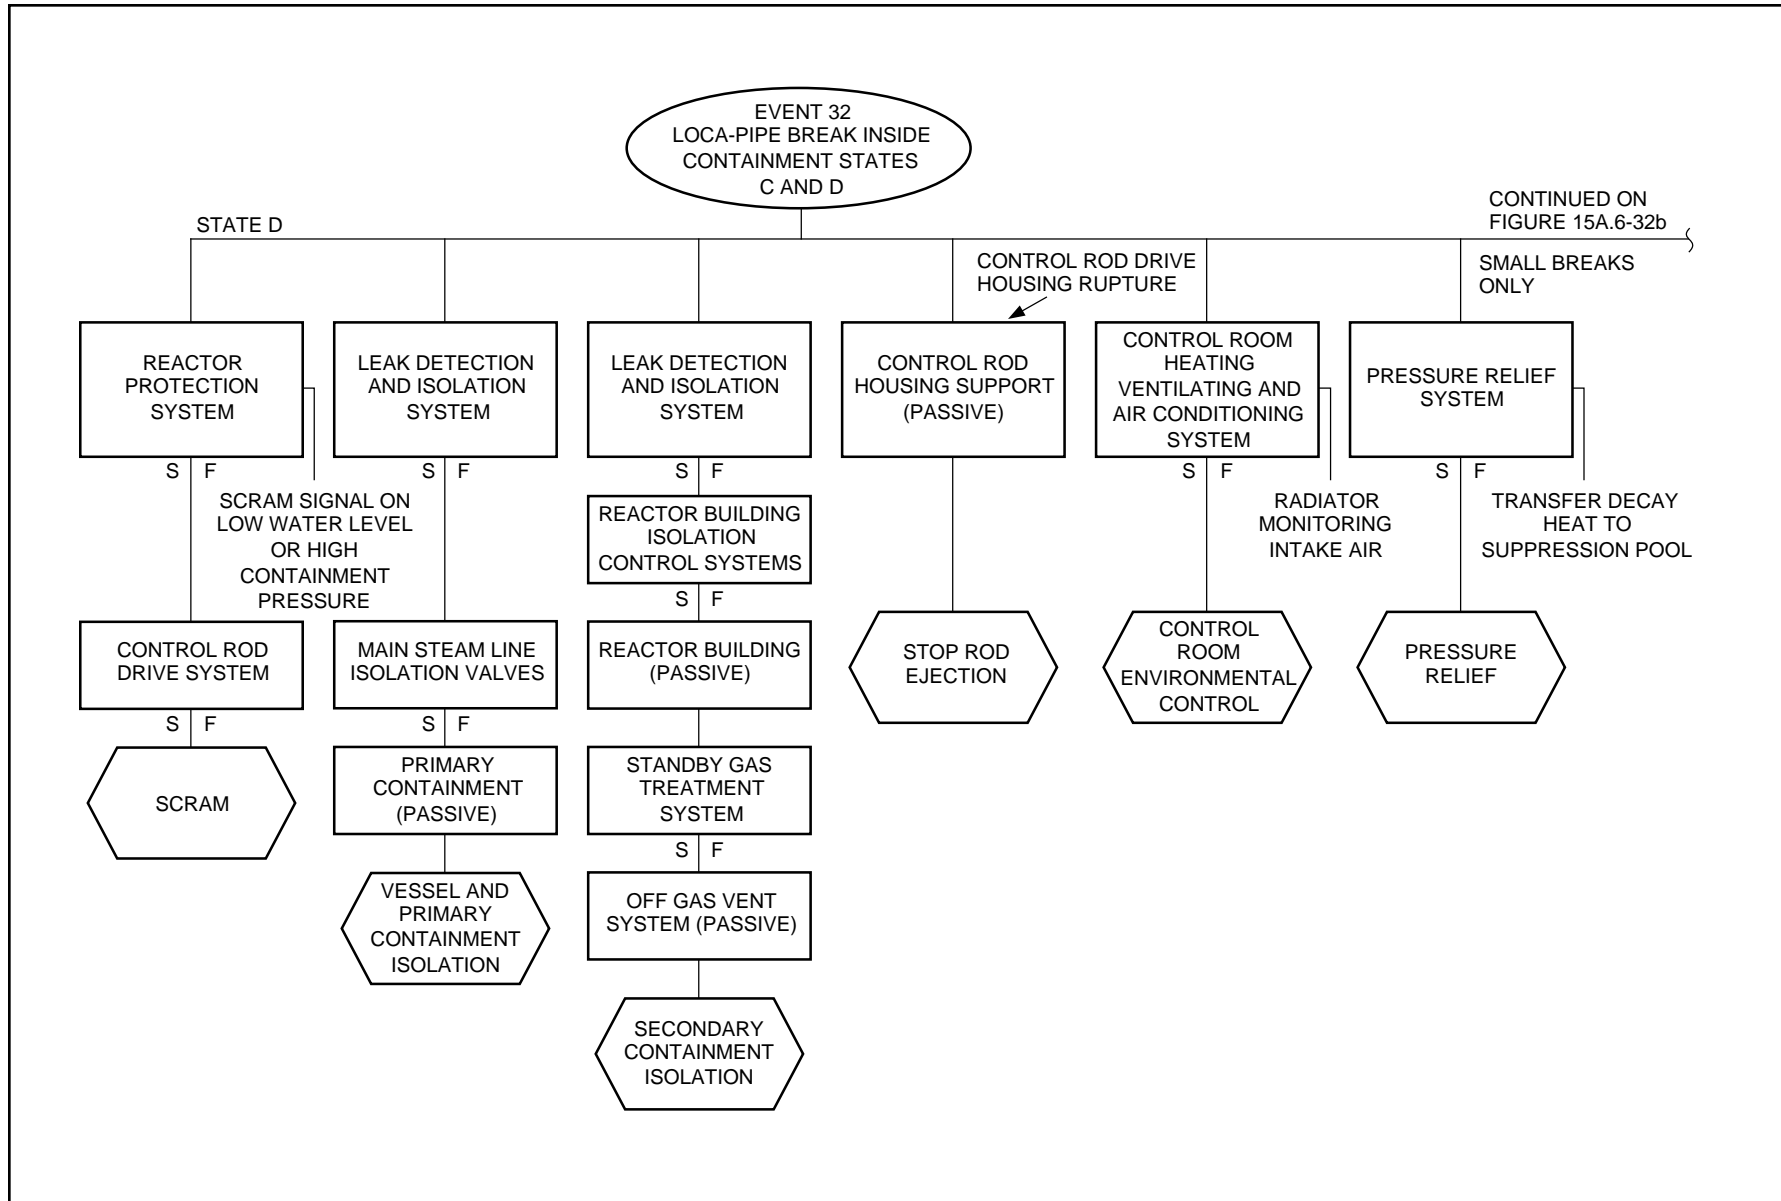 EVENT 32
LOCA-PIPE BREAK INSIDE
CONTAINMENT STATES
C AND D
STATE D
CONTINUED ON
FIGURE 15A.6-32b
CONTROL ROD DRIVE
HOUSING RUPTURE
SMALL BREAKS
ONLY
REACTOR
PROTECTION
SYSTEM
S F
SCRAM SIGNAL ON
LOW WATER LEVEL
OR HIGH
CONTAINMENT
PRESSURE
CONTROL ROD
DRIVE SYSTEM
S F
SCRAM
LEAK DETECTION
AND ISOLATION
SYSTEM
S F
MAIN STEAM LINE
ISOLATION VALVES
S F
PRIMARY
CONTAINMENT
(PASSIVE)
VESSEL AND
PRIMARY
CONTAINMENT
ISOLATION
LEAK DETECTION
AND ISOLATION
SYSTEM
S F
REACTOR BUILDING
ISOLATION
CONTROL SYSTEMS
S F
REACTOR BUILDING
(PASSIVE)
STANDBY GAS
TREATMENT
SYSTEM
S F
OFF GAS VENT
SYSTEM (PASSIVE)
SECONDARY
CONTAINMENT
ISOLATION
CONTROL ROD
HOUSING SUPPORT
(PASSIVE)
STOP ROD
EJECTION
CONTROL ROOM
HEATING
VENTILATING AND
AIR CONDITIONING
SYSTEM
S F
RADIATOR
MONITORING
INTAKE AIR
CONTROL
ROOM
ENVIRONMENTAL
CONTROL
PRESSURE RELIEF
SYSTEM
S F
TRANSFER DECAY
HEAT TO
SUPPRESSION POOL
PRESSURE
RELIEF